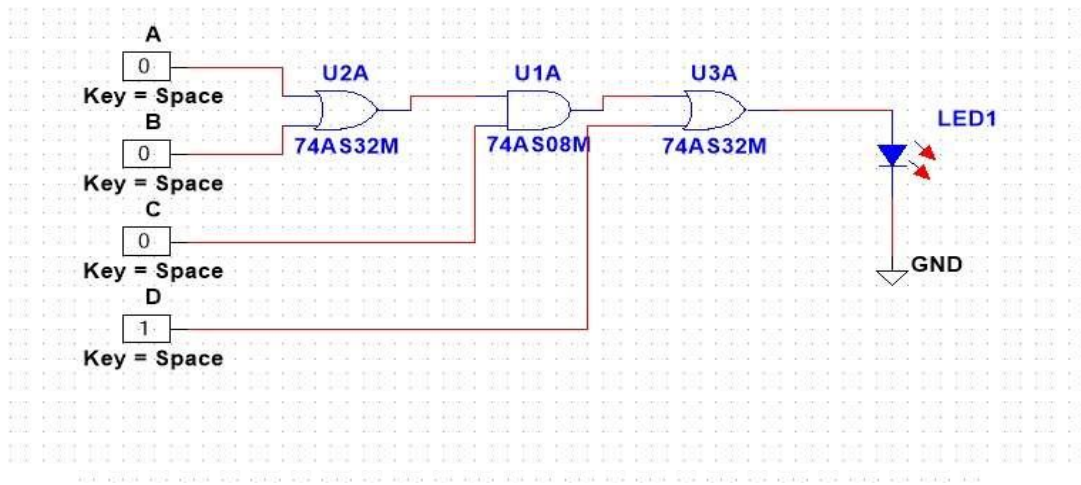 A
0
Key = Space
B
0
Key = Space
C
0
Key = Space
D
1
Key = Space
U2A
74AS32M
U1A
74AS08M
U3A
74AS32M
LED1
GND